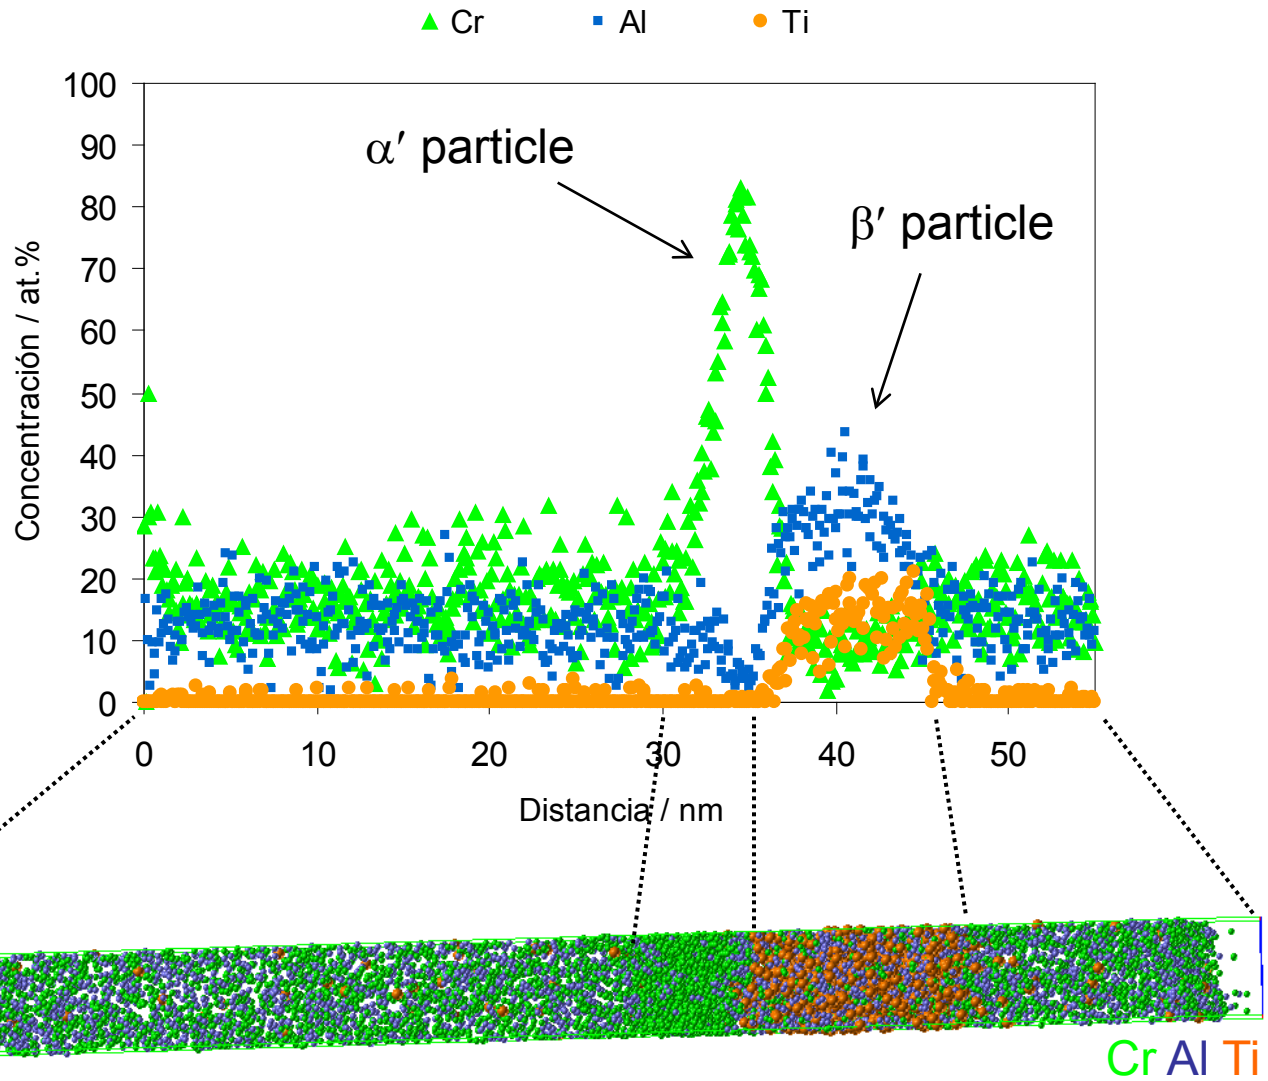 Cr Al Ti
100
90
80
70
60
50
40
30
20
10
0
Concentración / at.%
α′ particle
β′ particle
0 10 20 30 40 50
Distancia / nm
Cr Al Ti